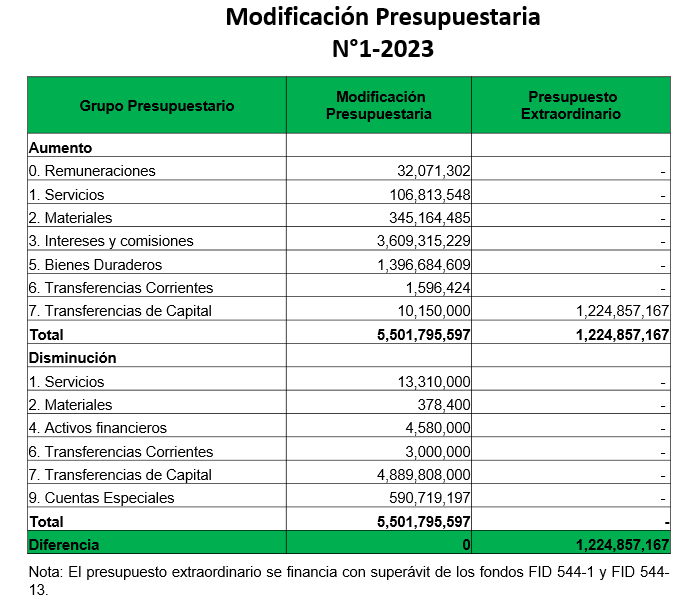 Modificación Presupuestaria
N°1-2023
Grupo Presupuestario Modificación Presupuestaria Presupuesto Extraordinario
Aumento
0. Remuneraciones 32,071,302 -
1. Servicios 106,813,548 -
2. Materiales 345,164,485 -
3. Intereses y comisiones 3,609,315,229 -
5. Bienes Duraderos 1,396,684,609 -
6. Transferencias Corrientes 1,596,424 -
7. Transferencias de Capital 10,150,000 1,224,857,167
Total 5,501,795,597 1,224,857,167
Disminución
1. Servicios 13,310,000 -
2. Materiales 378,400 -
4. Activos financieros 4,580,000 -
6. Transferencias Corrientes 3,000,000 -
7. Transferencias de Capital 4,889,808,000 -
9. Cuentas Especiales 590,719,197 -
Total 5,501,795,597 -
Diferencia 0 1,224,857,167
Nota: El presupuesto extraordinario se financia con superávit de los fondos FID 544-1 y FID 544-
13.